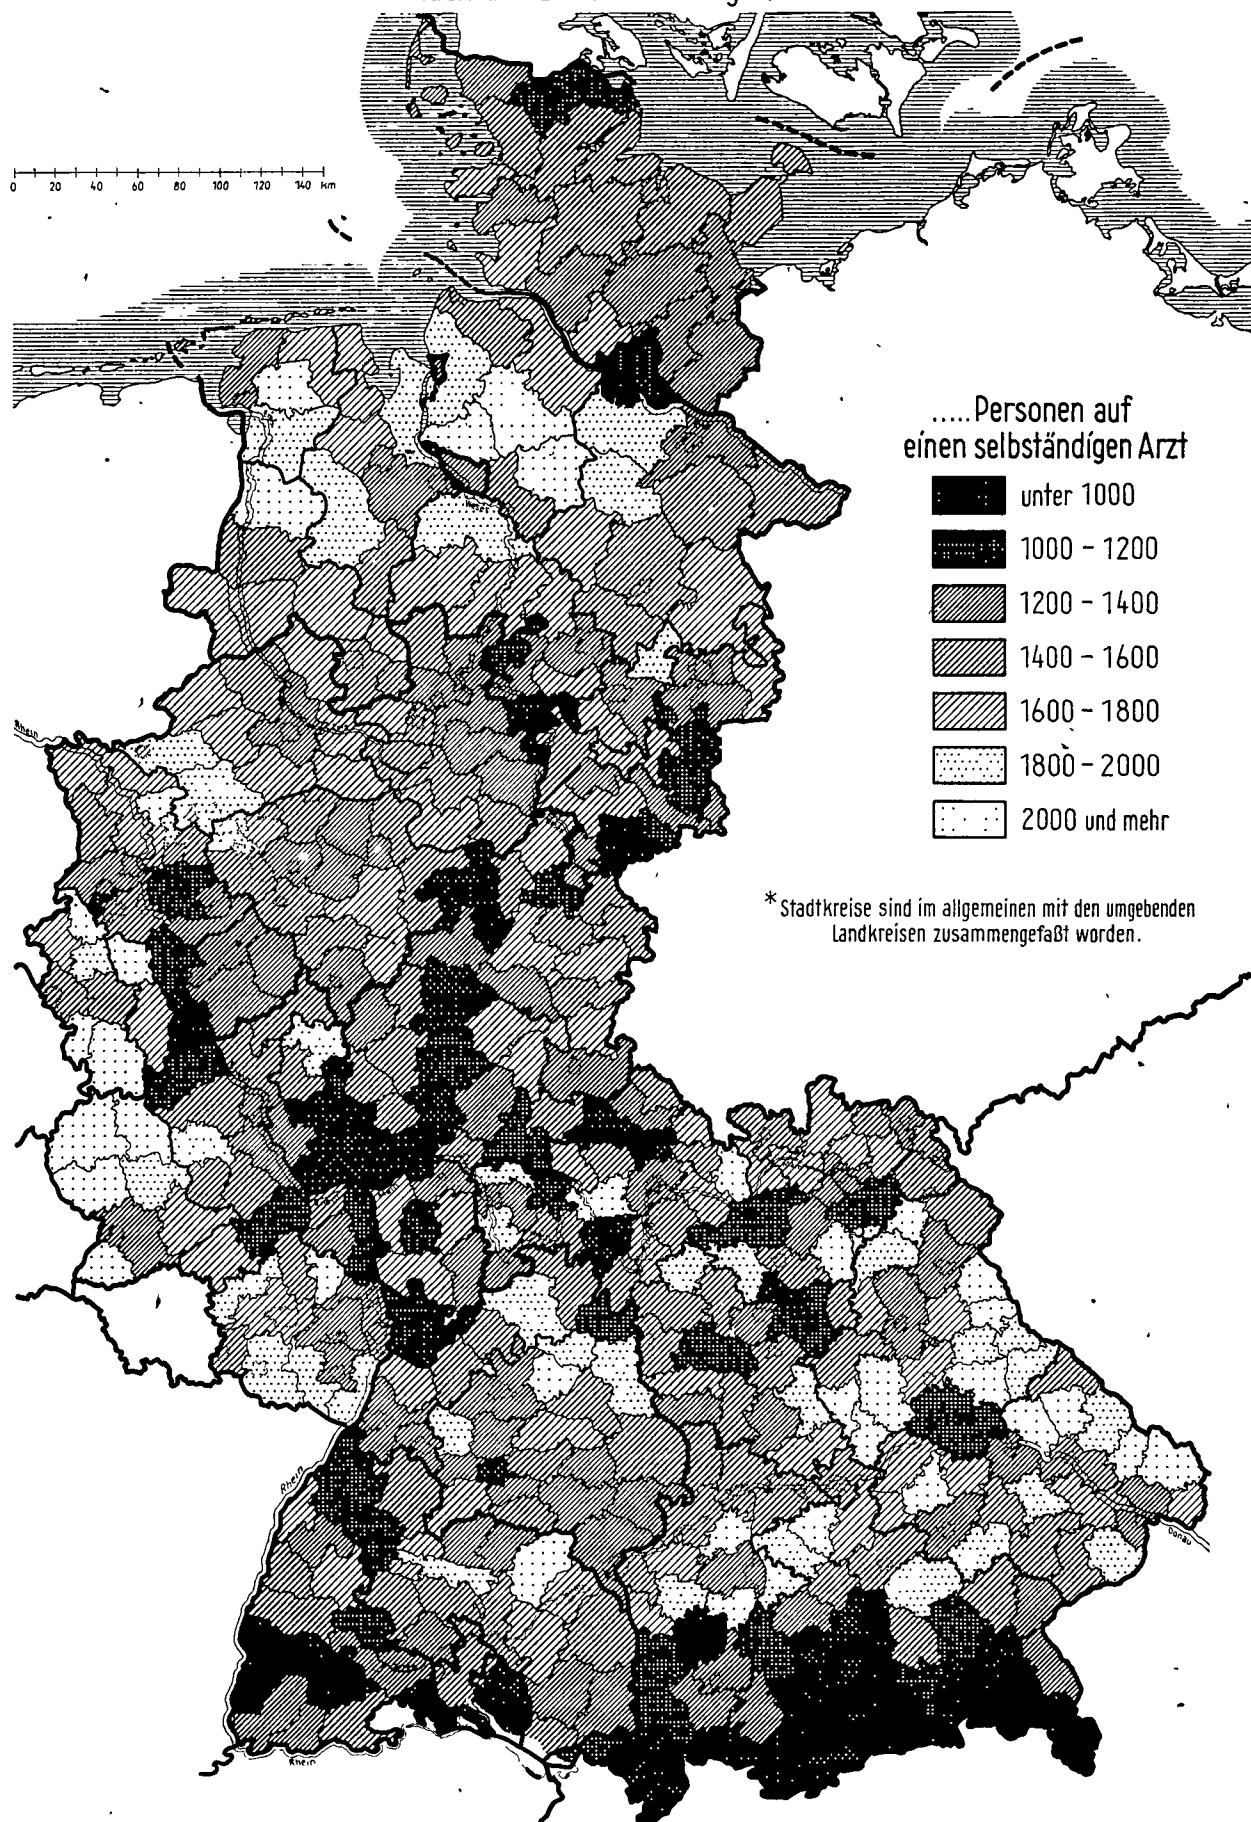 0 20 40 60 80 100 120 140 km
.....Personen auf
einen selbständigen Arzt
unter 1000
1000 - 1200
1200 - 1400
1400 - 1600
1600 - 1800
1800 - 2000
2000 und mehr
* Stadtkreise sind im allgemeinen mit den umgebenden
Landkreisen zusammengefaßt worden.
Weser
Rhein
Rhein
Donau
Rhein